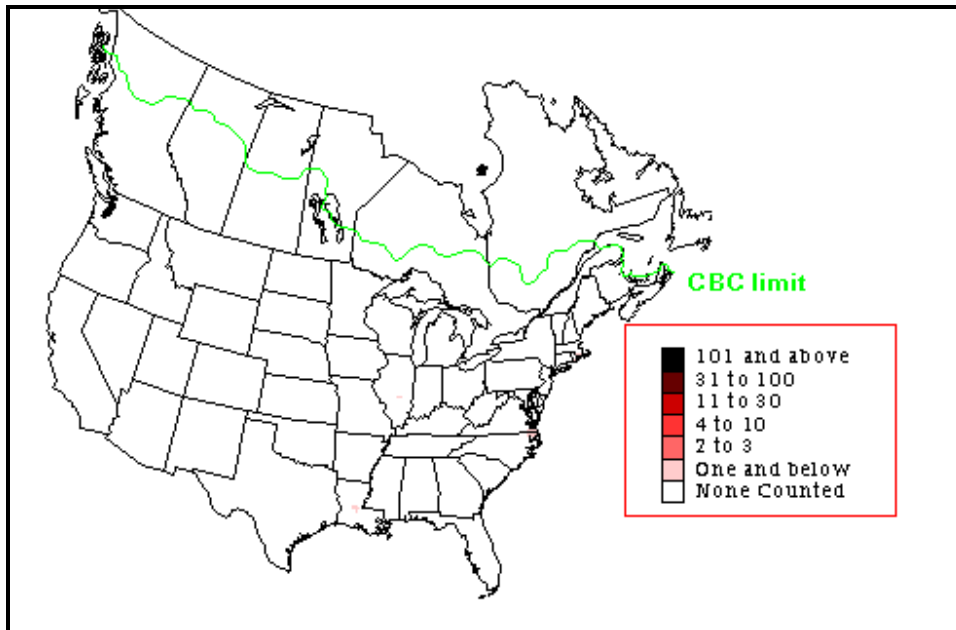 CBC limit
101 and above
31 to 100
11 to 30
4 to 10
2 to 3
One and below
None Counted